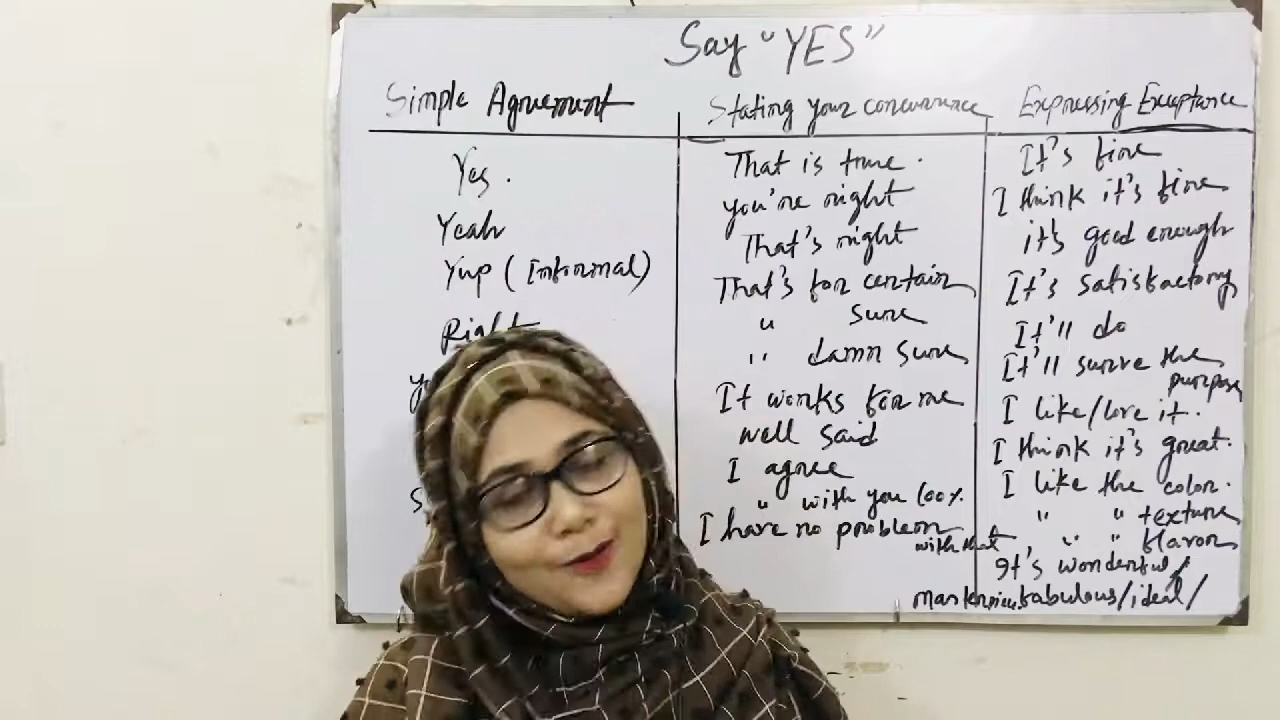 Say "YES"
Simple Agreement
Yes.
Yeah
Yup (Informal)
Right
Stating your concurrence
That is true.
you're right
That's right
That's for certain
" sure
" damn sure
It works for me
well said
I agree
" with you 100%
I have no problem
with that
Expressing Exceptance
It's fine
I think it's fine
it's good enough
It's satisfactory
It'll do
It'll surve the
purpose
I like/love it.
I think it's great.
I like the color.
" " texture
" " flavor
It's wonderful/
fabulous/ideal/